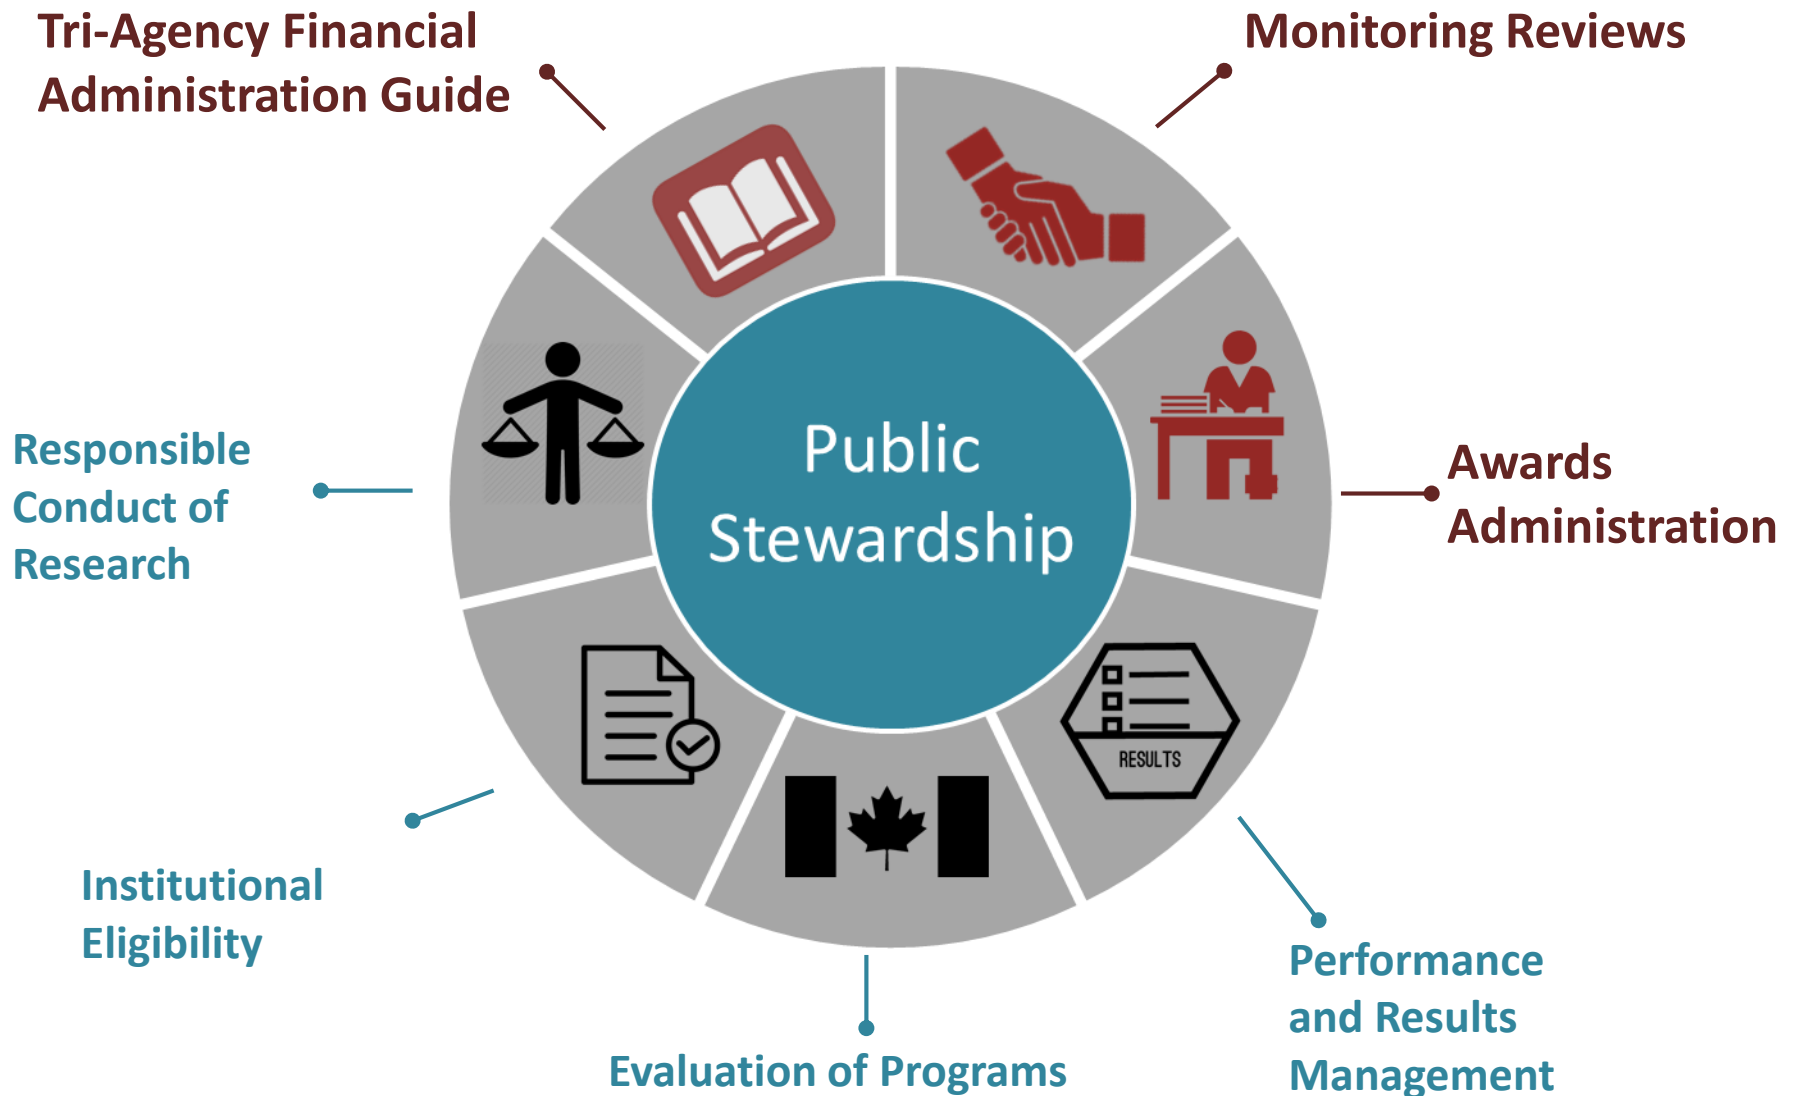 Tri-Agency Financial
Administration Guide
Monitoring Reviews
Public
Stewardship
Responsible
Conduct of
Research
Awards
Administration
RESULTS
Institutional
Eligibility
Performance
and Results
Management
Evaluation of Programs